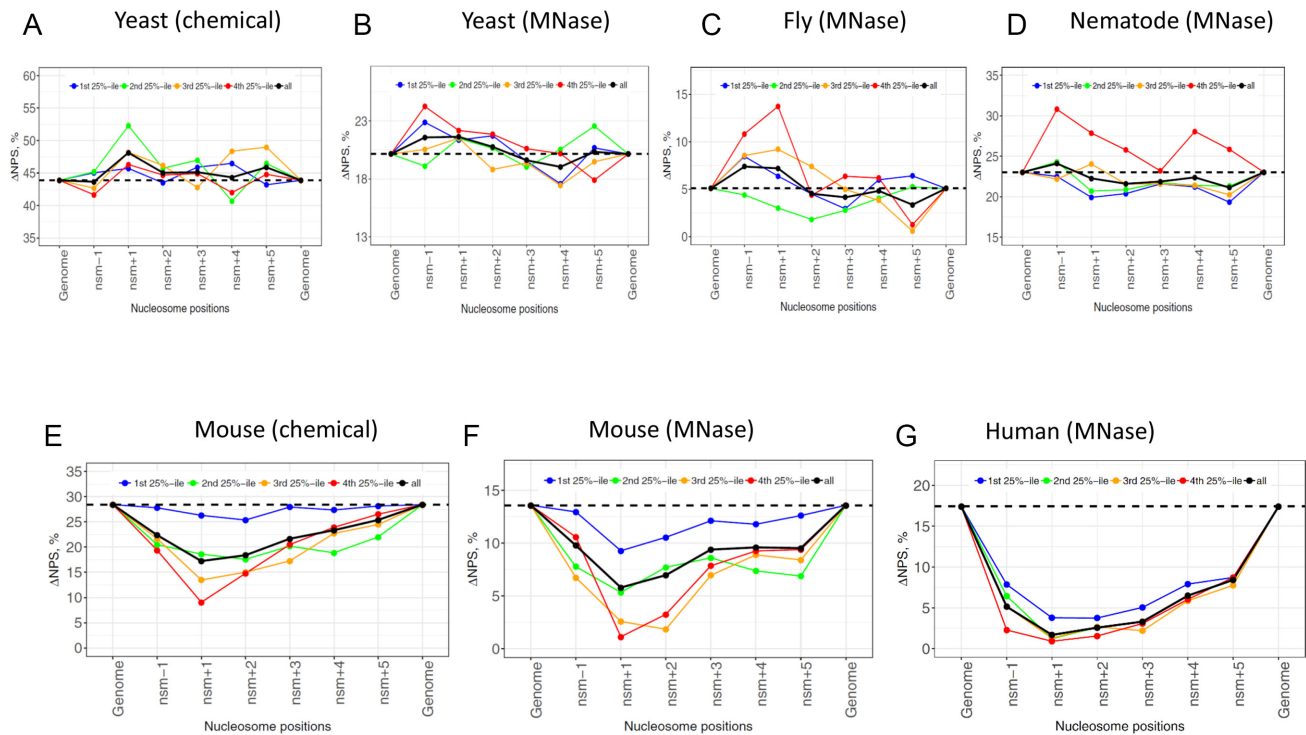 A Yeast (chemical)
60
55
50
45
40
35
ΔNPS, %
1st 25%−ile 2nd 25%−ile 3rd 25%−ile 4th 25%−ile all
Genome nsm−1 nsm+1 nsm+2 nsm+3 nsm+4 nsm+5 Genome
Nucleosome positions
B Yeast (MNase)
23
18
13
ΔNPS, %
1st 25%−ile 2nd 25%−ile 3rd 25%−ile 4th 25%−ile all
Genome nsm−1 nsm+1 nsm+2 nsm+3 nsm+4 nsm+5 Genome
Nucleosome positions
C Fly (MNase)
15
10
5
0
ΔNPS, %
1st 25%−ile 2nd 25%−ile 3rd 25%−ile 4th 25%−ile all
Genome nsm−1 nsm+1 nsm+2 nsm+3 nsm+4 nsm+5 Genome
Nucleosome positions
D Nematode (MNase)
35
30
25
20
15
ΔNPS, %
1st 25%−ile 2nd 25%−ile 3rd 25%−ile 4th 25%−ile all
Genome nsm−1 nsm+1 nsm+2 nsm+3 nsm+4 nsm+5 Genome
Nucleosome positions
E Mouse (chemical)
35
30
25
20
15
10
5
0
ΔNPS, %
1st 25%−ile 2nd 25%−ile 3rd 25%−ile 4th 25%−ile all
Genome nsm−1 nsm+1 nsm+2 nsm+3 nsm+4 nsm+5 Genome
Nucleosome positions
F Mouse (MNase)
15
10
5
0
ΔNPS, %
1st 25%−ile 2nd 25%−ile 3rd 25%−ile 4th 25%−ile all
Genome nsm−1 nsm+1 nsm+2 nsm+3 nsm+4 nsm+5 Genome
Nucleosome positions
G Human (MNase)
20
15
10
5
0
ΔNPS, %
1st 25%−ile 2nd 25%−ile 3rd 25%−ile 4th 25%−ile all
Genome nsm−1 nsm+1 nsm+2 nsm+3 nsm+4 nsm+5 Genome
Nucleosome positions